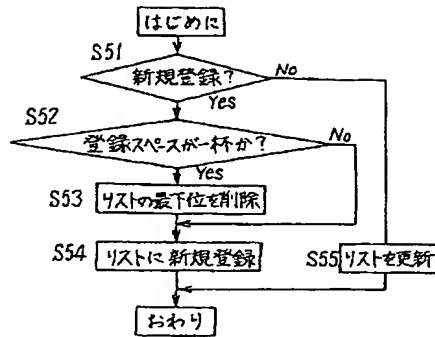 はじめに
S51
新規登録?
No
Yes
S52
登録スペースが一杯か?
No
Yes
S53
リストの最下位を削除
S54
リストに新規登録
S55
リストを更新
おわり